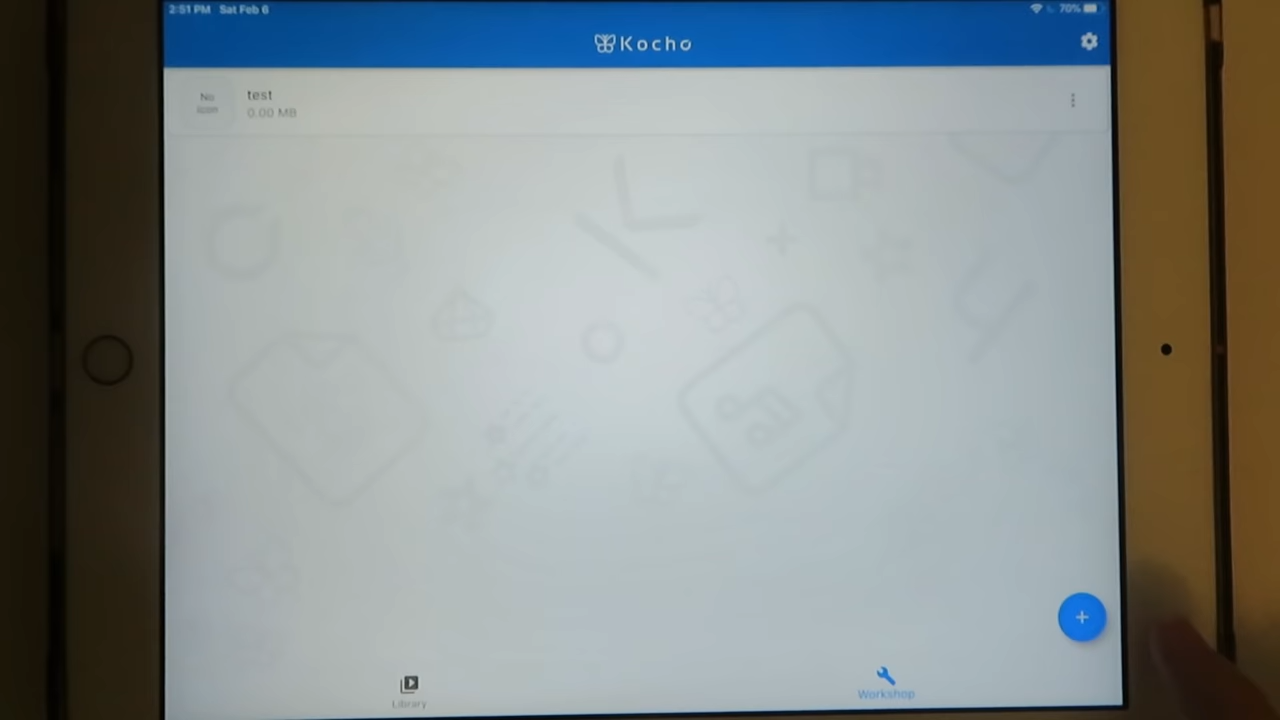 2:51 PM Sat Feb 6
70%
Kocho
No
icon
test
0.00 MB
Library
Workshop